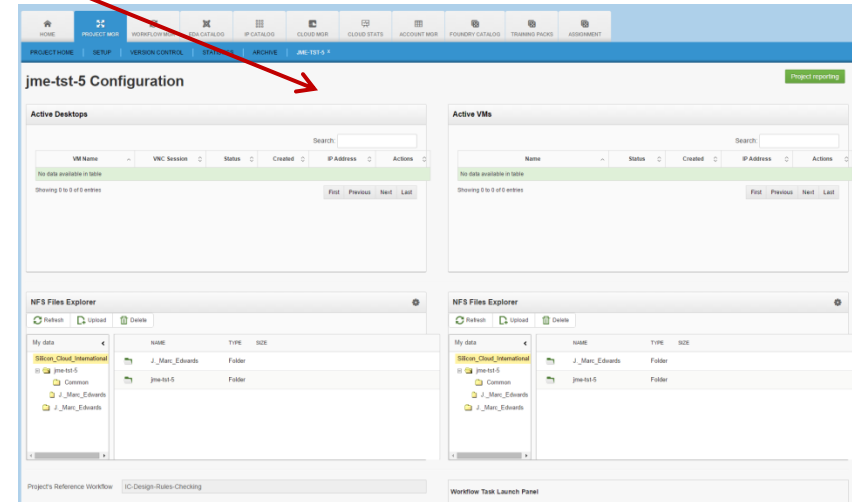 HOME PROJECT MGR WORKFLOW MGR EDA CATALOG IP CATALOG CLOUD MGR CLOUD STATS ACCOUNT MGR FOUNDRY CATALOG TRAINING PACKS ASSIGNMENT
PROJECT HOME SETUP VERSION CONTROL STATISTICS ARCHIVE JME-TST-5 x
jme-tst-5 Configuration Project reporting
Active Desktops Active VMs
Search: Search:
VM Name VNC Session Status Created IP Address Actions Name Status Created IP Address Actions
No data available in table No data available in table
Showing 0 to 0 of 0 entries First Previous Next Last Showing 0 to 0 of 0 entries First Previous Next Last
NFS Files Explorer NFS Files Explorer
Refresh Upload Delete Refresh Upload Delete
My data NAME TYPE SIZE My data NAME TYPE SIZE
Silicon_Cloud_International J._Marc_Edwards Folder Silicon_Cloud_International J._Marc_Edwards Folder
jme-tst-5 jme-tst-5 Folder jme-tst-5 jme-tst-5 Folder
Common Common
J._Marc_Edwards J._Marc_Edwards
J._Marc_Edwards J._Marc_Edwards
Project's Reference Workflow IC-Design-Rules-Checking Workflow Task Launch Panel